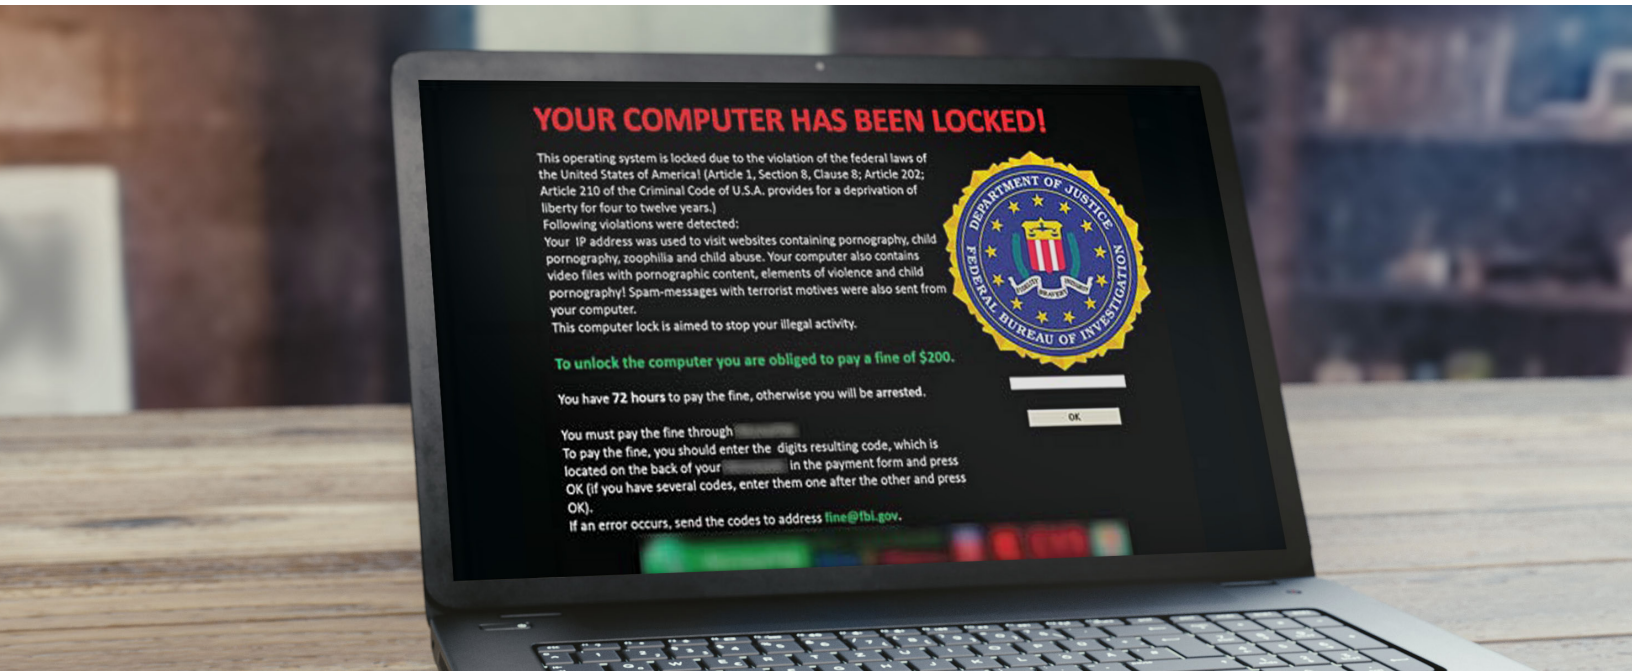 YOUR COMPUTER HAS BEEN LOCKED!
This operating system is locked due to the violation of the federal laws of
the United States of America! (Article 1, Section 8, Clause 8; Article 202;
Article 210 of the Criminal Code of U.S.A. provides for a deprivation of
liberty for four to twelve years.)
Following violations were detected:
Your IP address was used to visit websites containing pornography, child
pornography, zoophilia and child abuse. Your computer also contains
video files with pornographic content, elements of violence and child
pornography! Spam-messages with terrorist motives were also sent from
your computer.
This computer lock is aimed to stop your illegal activity.
To unlock the computer you are obliged to pay a fine of $200.
You have 72 hours to pay the fine, otherwise you will be arrested.
You must pay the fine through
To pay the fine, you should enter the digits resulting code, which is
located on the back of your in the payment form and press
OK (if you have several codes, enter them one after the other and press
OK).
If an error occurs, send the codes to address fine@fbi.gov.
DEPARTMENT OF JUSTICE
FEDERAL BUREAU OF INVESTIGATION
FIDELITY BRAVERY INTEGRITY
OK